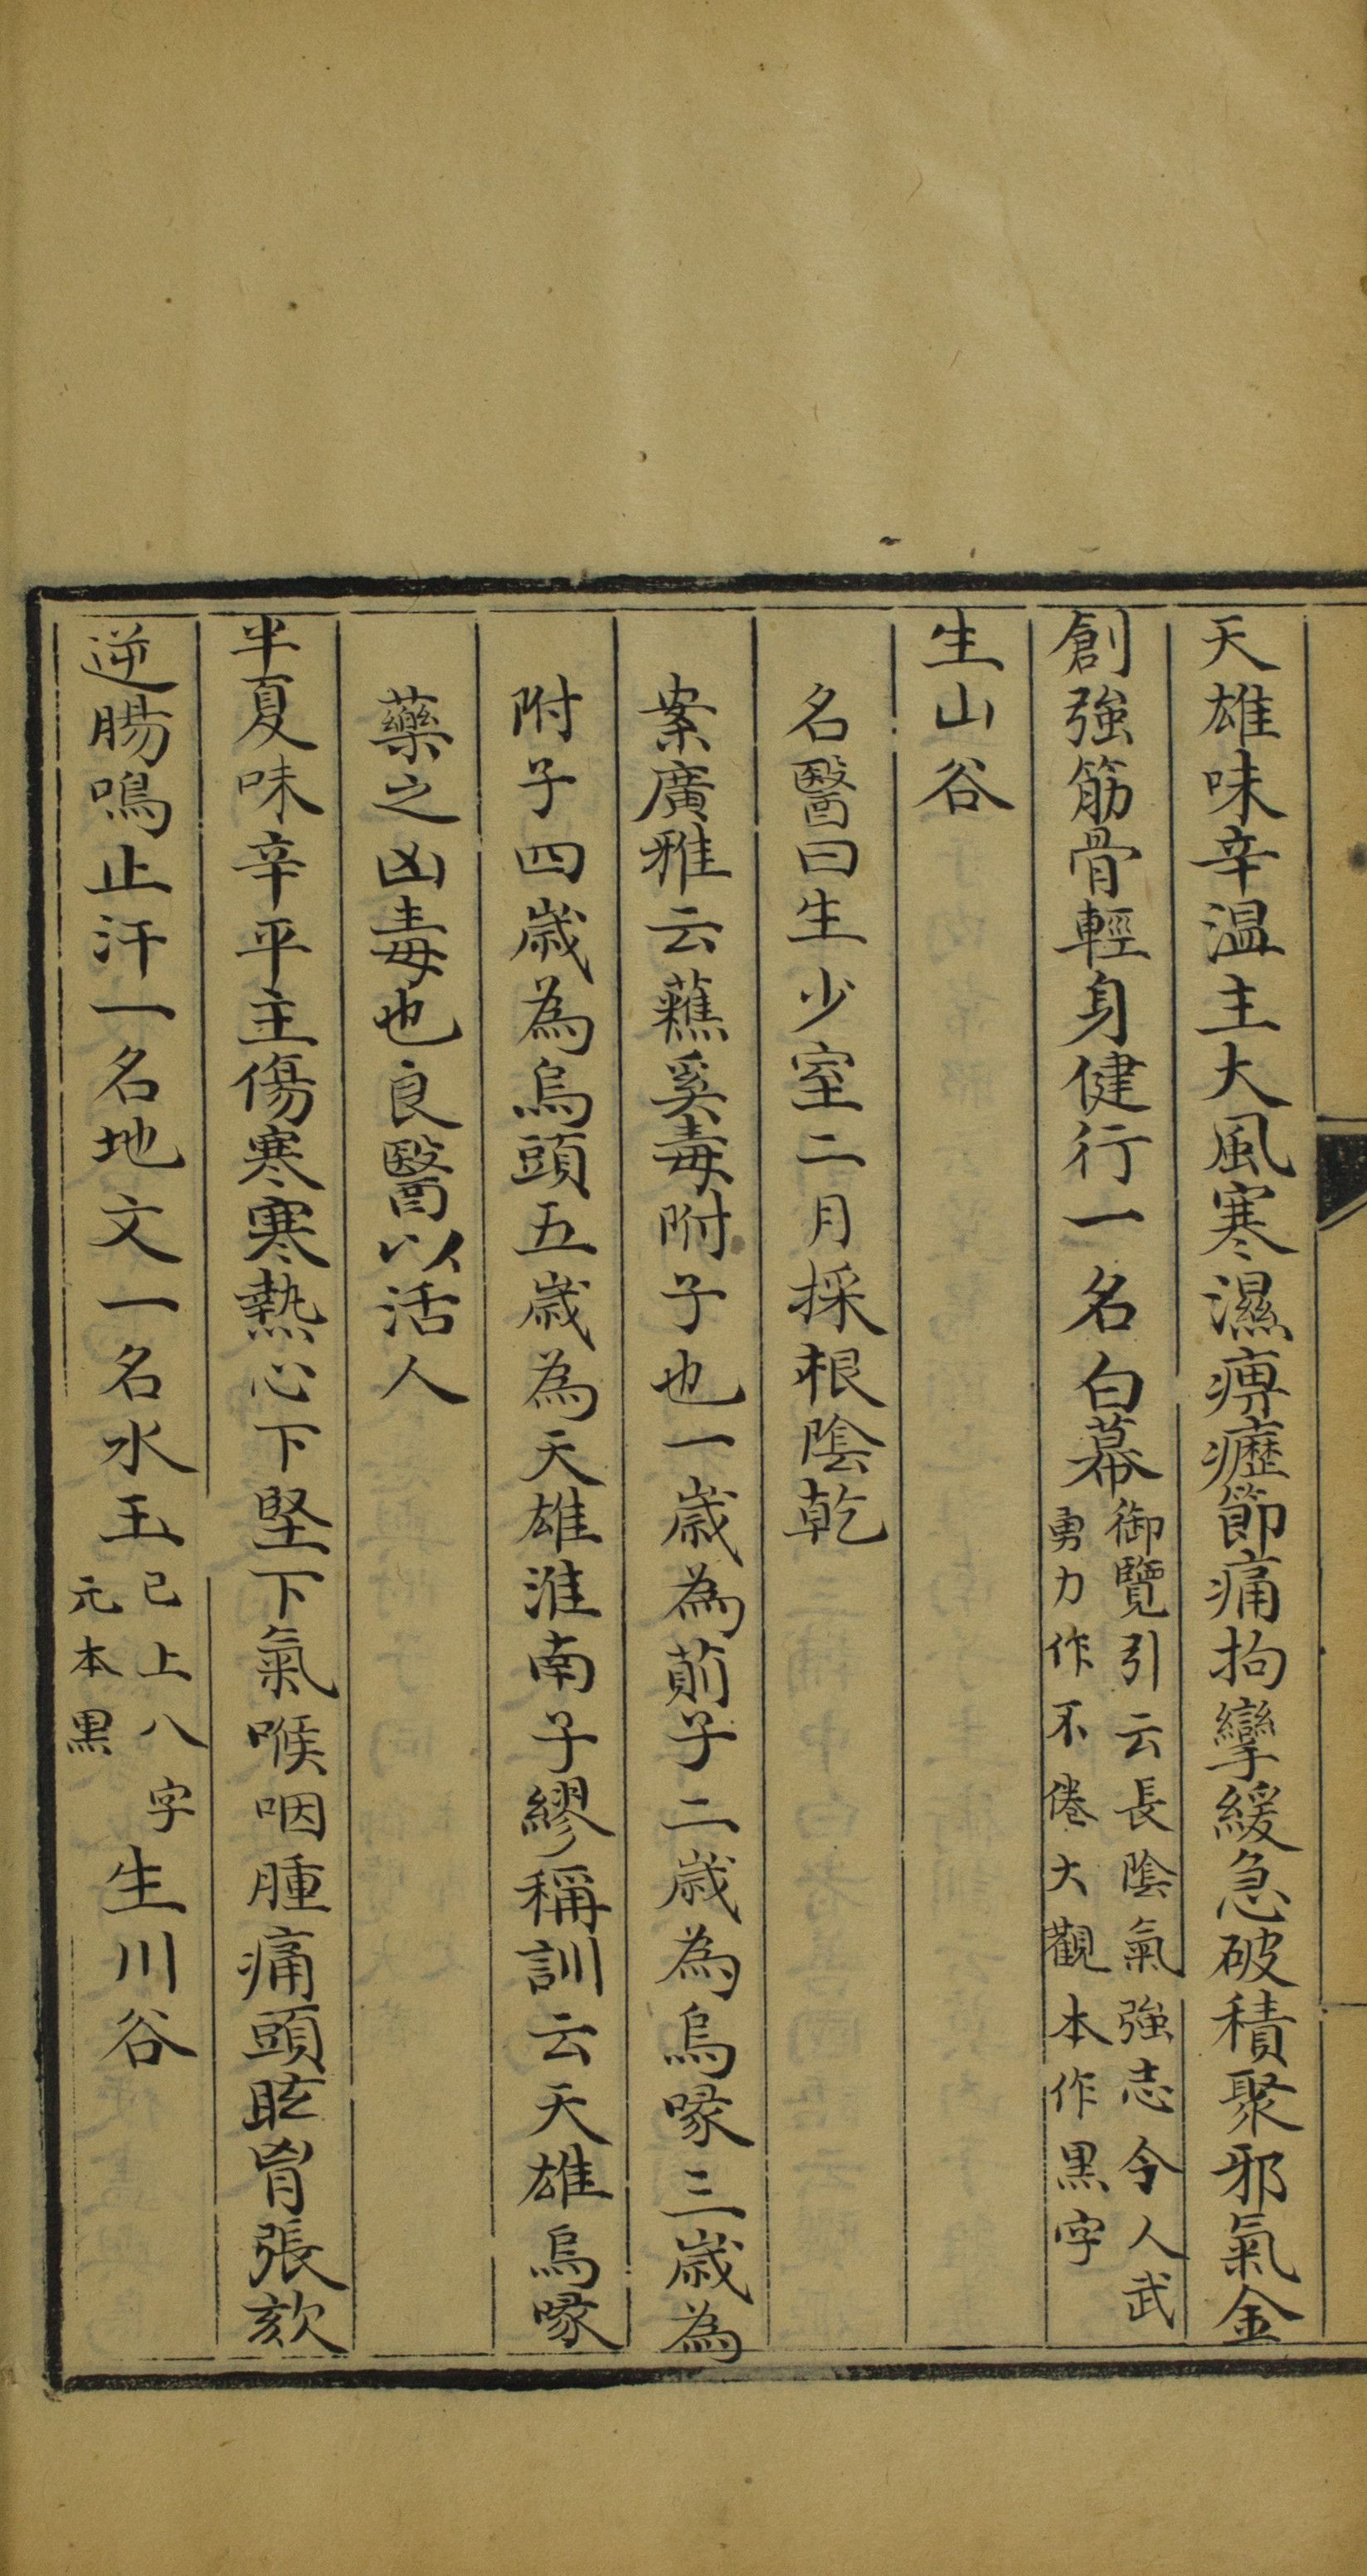 天雄味辛温主大風寒濕痹癧節痛拘攣緩急破積聚邪氣金
創強筋骨輕身健行一名白幕御覽引云長陰氣強志令人武
勇力作不倦大觀本作黑字
生山谷
名醫曰生少室二月採根陰乾
案廣雅云蘸奚毒附子也一歲為萴子二歲為烏喙三歲為
附子四歲為烏頭五歲為天雄淮南子繆稱訓云天雄烏喙
藥之凶毒也良醫以活人
半夏味辛平主傷寒寒熱心下堅下氣喉咽腫痛頭眩胷張欬
逆腸鳴止汗一名地文一名水玉已上八字
元本黑
生川谷